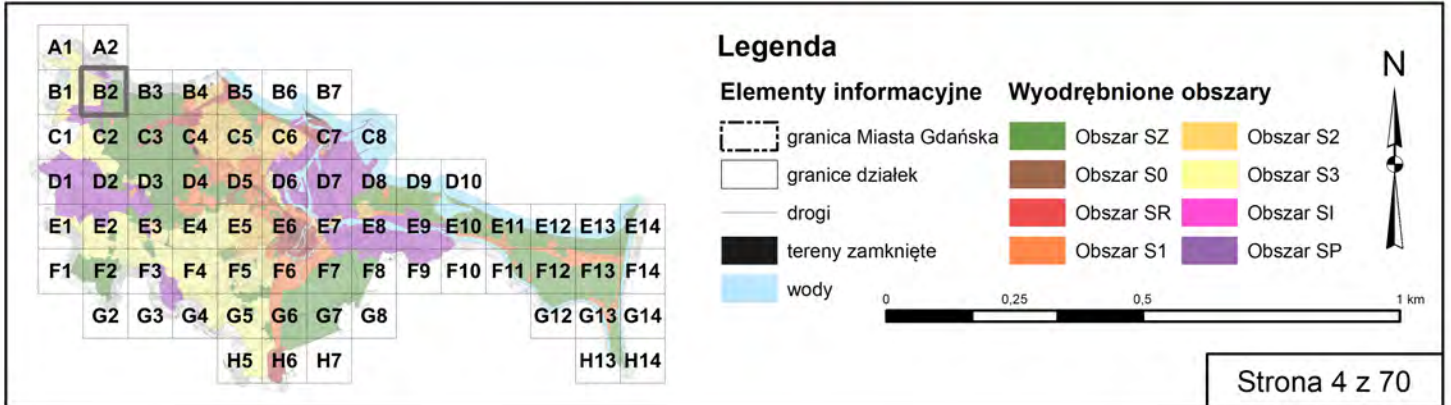 A1 A2
B1 B2 B3 B4 B5 B6 B7
C1 C2 C3 C4 C5 C6 C7 C8
D1 D2 D3 D4 D5 D6 D7 D8 D9 D10
E1 E2 E3 E4 E5 E6 E7 E8 E9 E10 E11 E12 E13 E14
F1 F2 F3 F4 F5 F6 F7 F8 F9 F10 F11 F12 F13 F14
G2 G3 G4 G5 G6 G7 G8 G12 G13 G14
H5 H6 H7 H13 H14
Legenda
Elementy informacyjne
granica Miasta Gdańska
granice działek
drogi
tereny zamknięte
wody
Wyodrębnione obszary
Obszar SZ
Obszar S0
Obszar SR
Obszar S1
Obszar S2
Obszar S3
Obszar SI
Obszar SP
N
0 0,25 0,5 1 km
Strona 4 z 70